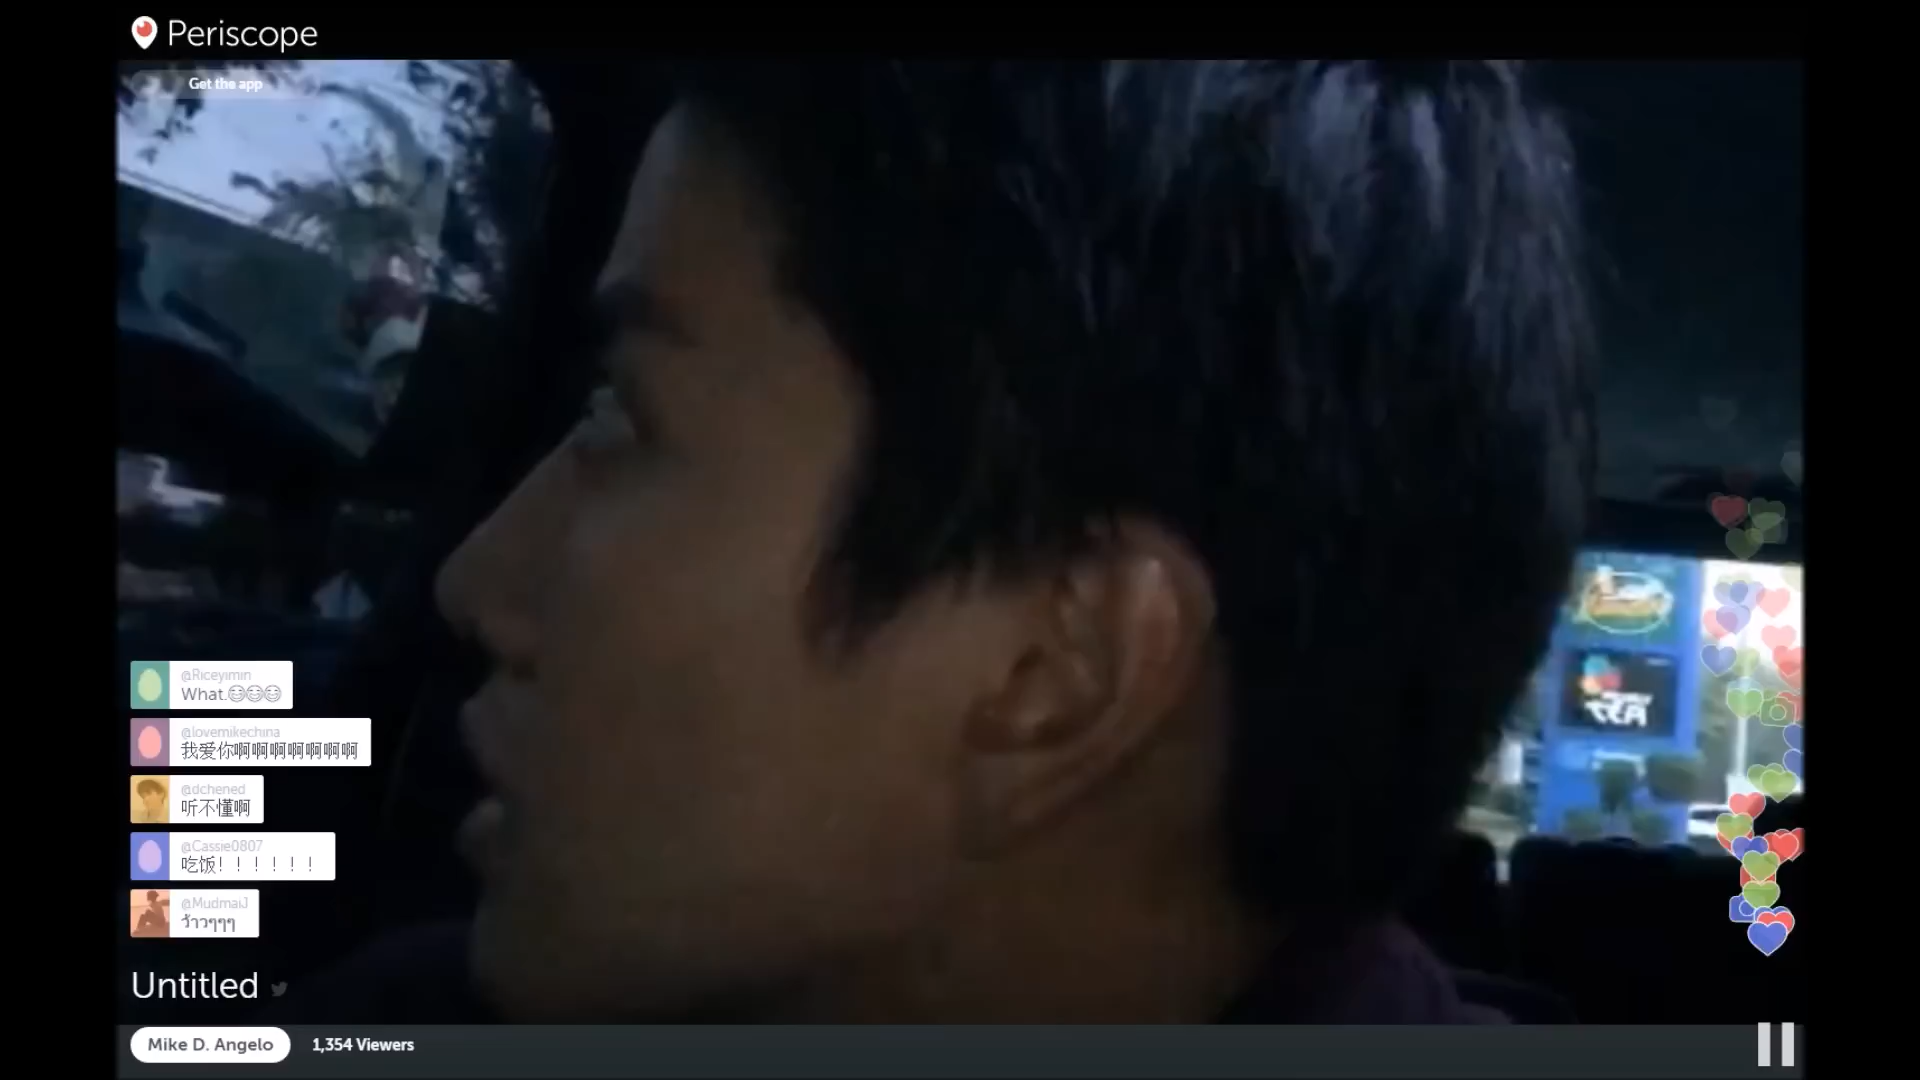 Periscope
Get the app
@Riceyimin
What.😂😂😂
@lovemikechina
我爱你啊啊啊啊啊啊啊
@dchened
听不懂啊
@Cassie0807
吃饭！！！！！！
@MudmaiJ
ว้าวๆๆๆ
Untitled
Mike D. Angelo
1,354 Viewers